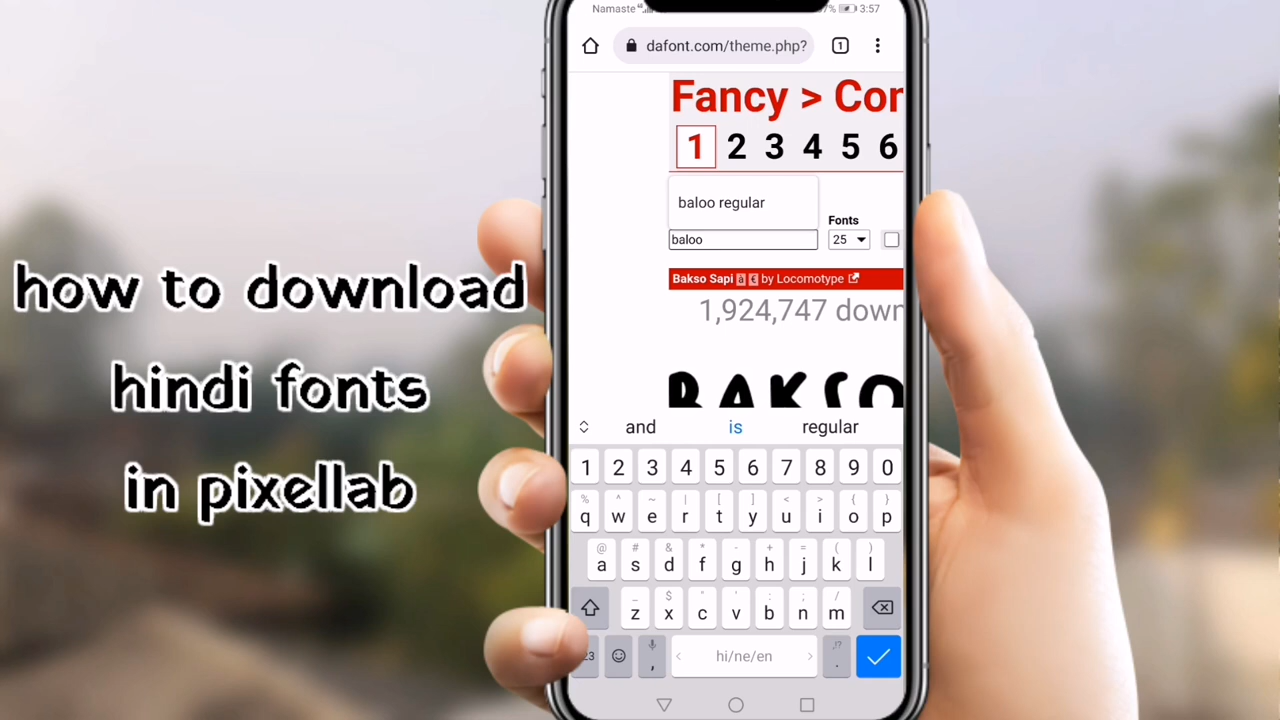 how to download
hindi fonts
in pixellab
Namaste 3:57
dafont.com/theme.php? 1
Fancy >
1 2 3 4 5 6
baloo regular
Fonts
baloo 25
Bakso Sapi by Locomotype
1,924,747
BAKSO
and is regular
1 2 3 4 5 6 7 8 9 0
% ^ ~ | [ ] < > { }
q w e r t y u i o p
@ # & * - + = ( )
a s d f g h j k l
_ $ " ' : ; /
z x c v b n m
, hi/ne/en .